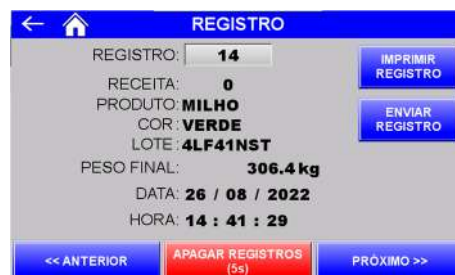 REGISTRO
REGISTRO: 14
IMPRIMIR
REGISTRO
RECEITA: 0
PRODUTO: MILHO
ENVIAR
REGISTRO
COR: VERDE
LOTE: 4LF41NST
PESO FINAL: 306.4 kg
DATA: 26 / 08 / 2022
HORA: 14 : 41 : 29
<< ANTERIOR
APAGAR REGISTROS
(5s)
PRÓXIMO >>